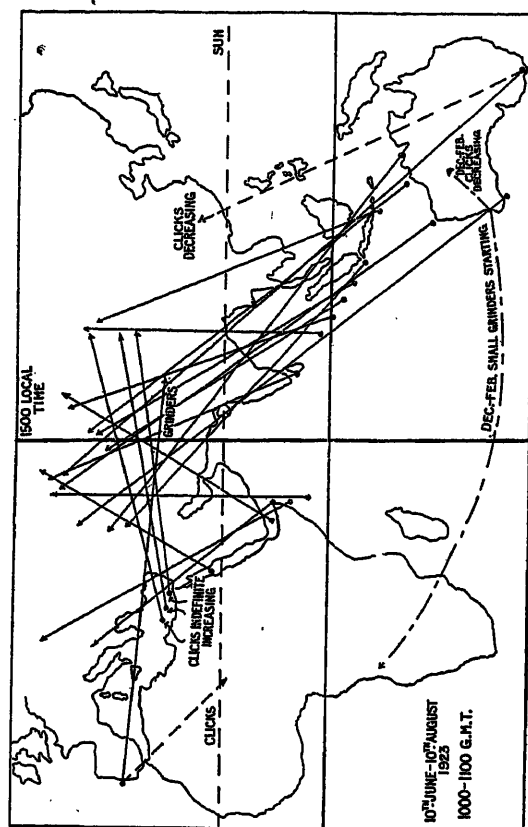 1500 LOCAL
TIME
SUN
CLICKS
DECREASING
GRINDERS
CLICKS INDEFINITE
INCREASING
CLICKS
DEC.-FEB.
CLICKS
DECREASING
DEC.-FEB. SMALL GRINDERS STARTING
10TH JUNE-10TH AUGUST
1923
1000-1100 G.M.T.